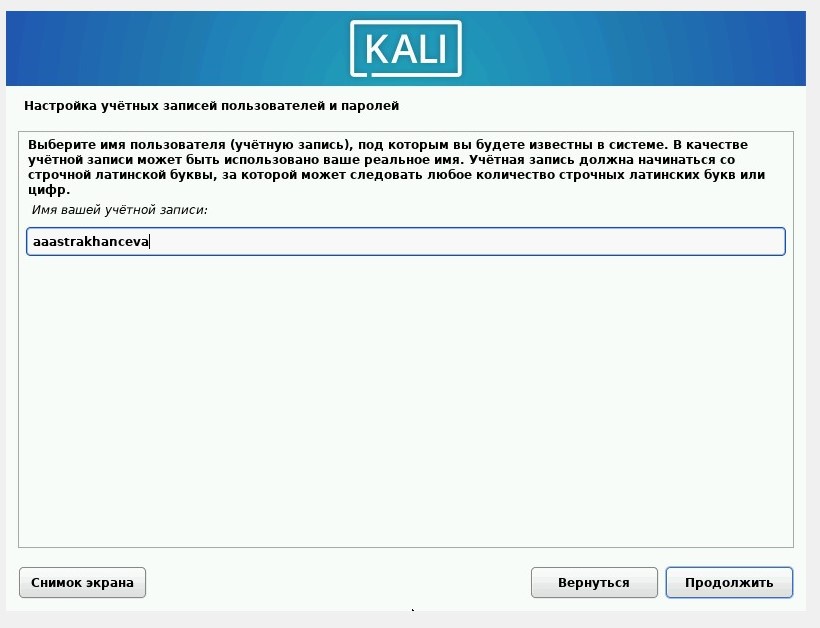 KALI
Настройка учётных записей пользователей и паролей
Выберите имя пользователя (учётную запись), под которым вы будете известны в системе. В качестве
учётной записи может быть использовано ваше реальное имя. Учётная запись должна начинаться со
строчной латинской буквы, за которой может следовать любое количество строчных латинских букв или
цифр.
Имя вашей учётной записи:
aaastrakhanceva
Снимок экрана
Вернуться
Продолжить